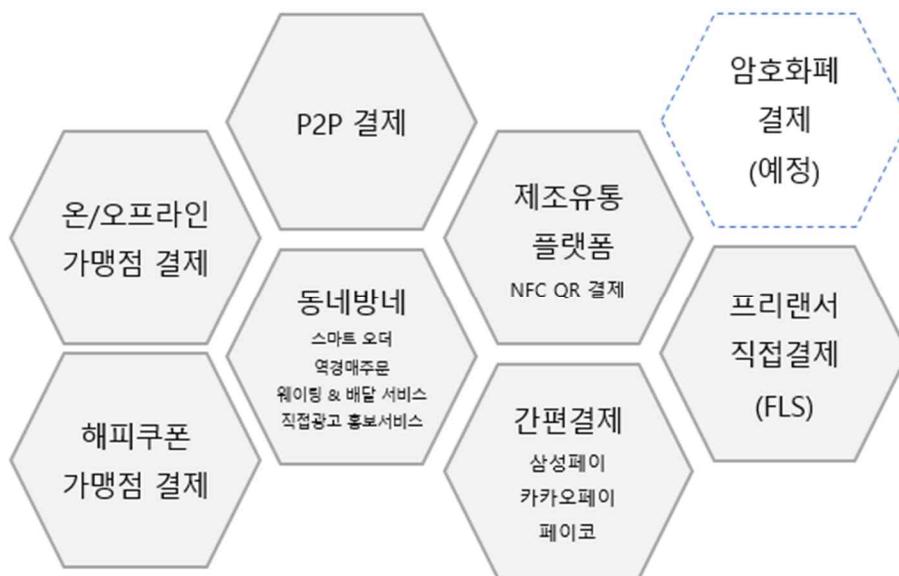 P2P 결제
암호화폐
결제
(예정)
온/오프라인
가맹점 결제
제조유통
플랫폼
NFC QR 결제
동네방네
스마트 오더
역경매주문
웨이팅 & 배달 서비스
직접광고 홍보서비스
프리랜서
직접결제
(FLS)
해피쿠폰
가맹점 결제
간편결제
삼성페이
카카오페이
페이코